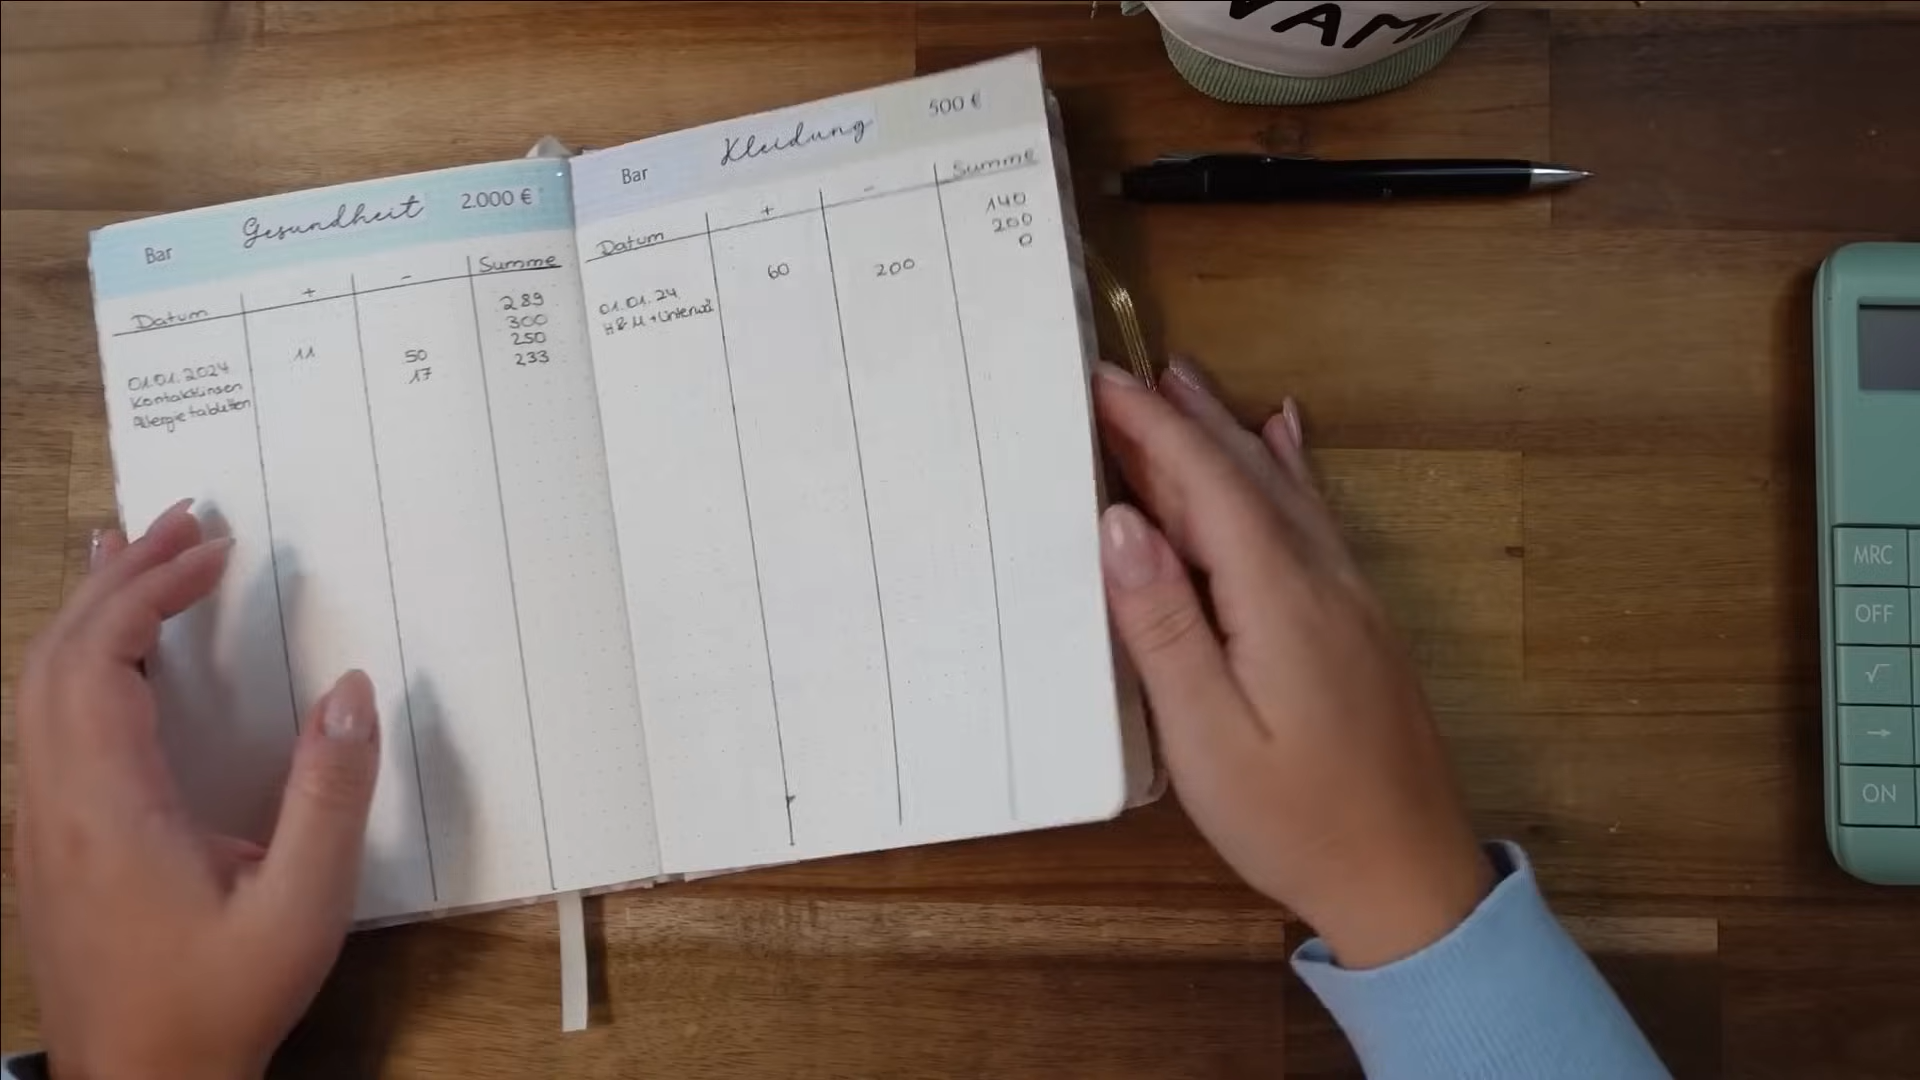 VAM
Bar Gesundheit 2.000 €
Datum + - Summe
289
01.01.2024 11 300
Kontaktlinsen 50 250
Allergietabletten 17 233
Bar Kleidung 500 €
Datum + - Summe
140
01.01.24 60 200
H&M + 200 0
MRC
OFF
√
→
ON